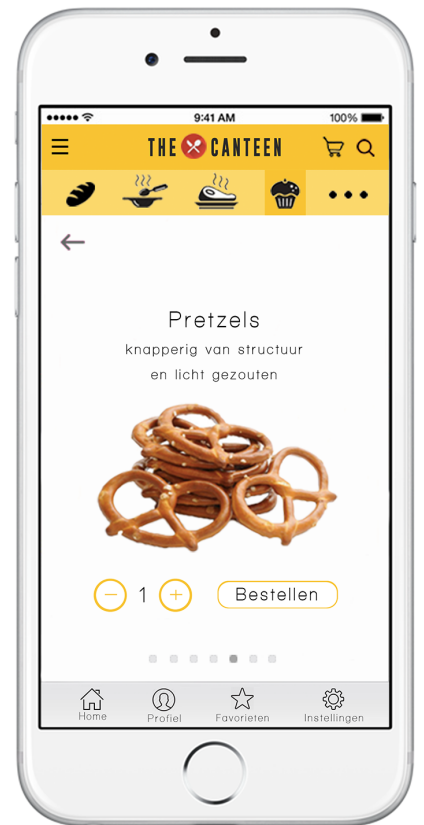 9:41 AM 100%
THE CANTEEN
Pretzels
knapperig van structuur
en licht gezouten
1 Bestellen
Home Profiel Favorieten Instellingen